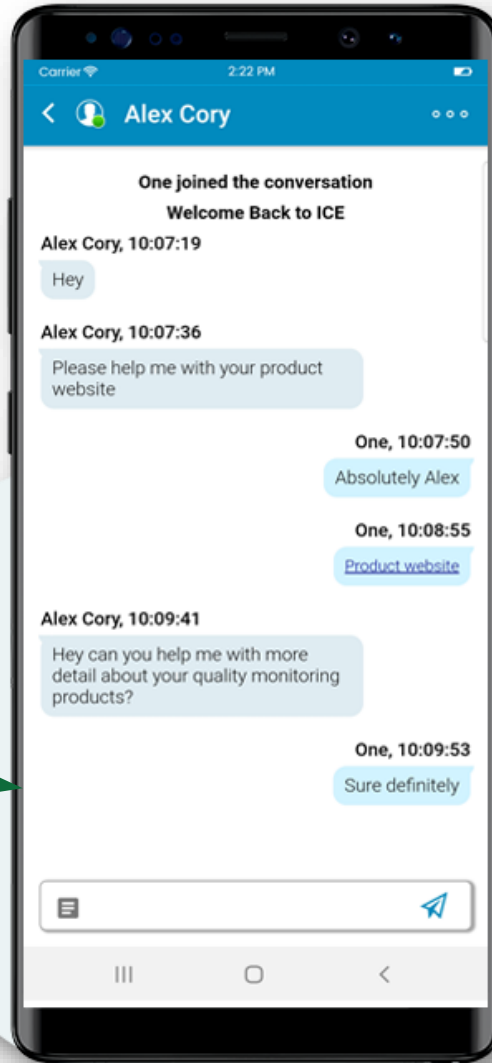 Carrier 2:22 PM
Alex Cory
One joined the conversation
Welcome Back to ICE
Alex Cory, 10:07:19
Hey
Alex Cory, 10:07:36
Please help me with your product
website
One, 10:07:50
Absolutely Alex
One, 10:08:55
Product website
Alex Cory, 10:09:41
Hey can you help me with more
detail about your quality monitoring
products?
One, 10:09:53
Sure definitely